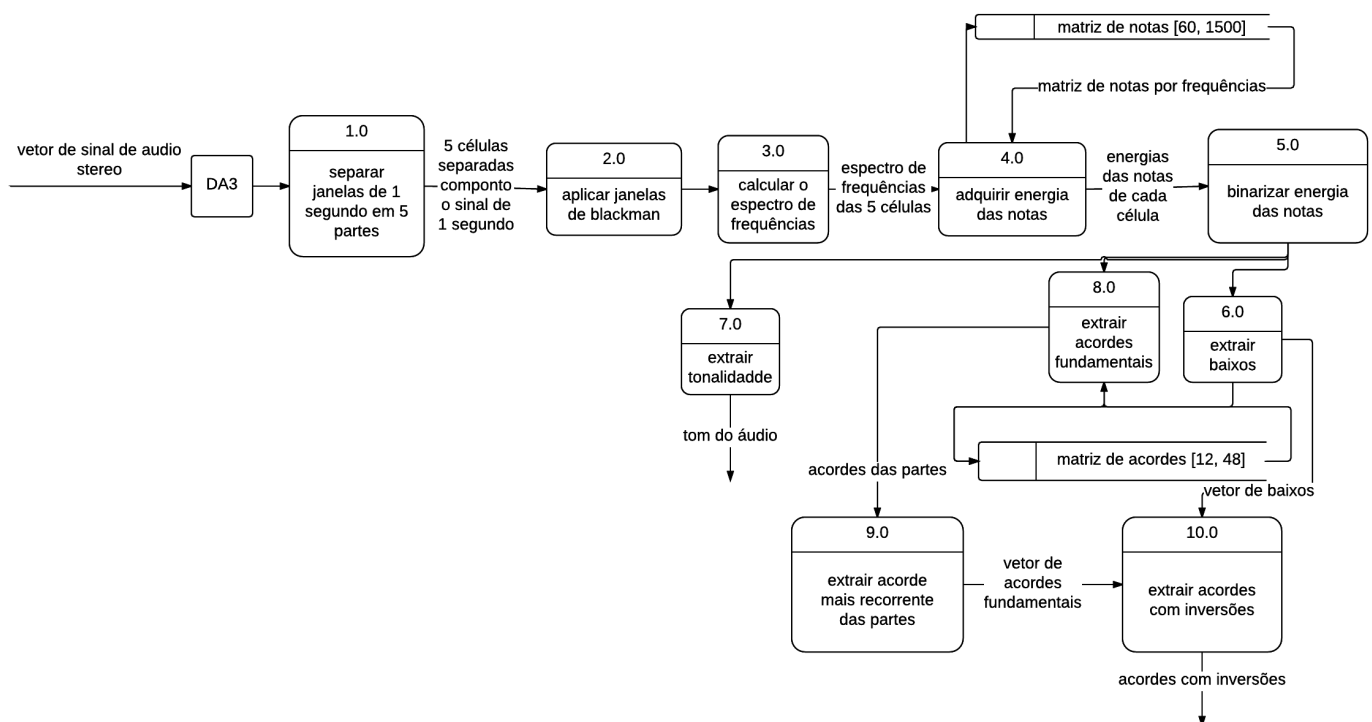 matriz de notas [60, 1500]
matriz de notas por frequências
vetor de sinal de audio
stereo
DA3
1.0
separar
janelas de 1
segundo em 5
partes
5 células
separadas
componto
o sinal de
1 segundo
2.0
aplicar janelas
de blackman
3.0
calcular o
espectro de
frequências
espectro de
frequências
das 5 células
4.0
adquirir energia
das notas
energias
das notas
de cada
célula
5.0
binarizar energia
das notas
7.0
extrair
tonalidadde
tom do áudio
8.0
extrair
acordes
fundamentais
6.0
extrair
baixos
matriz de acordes [12, 48]
acordes das partes
vetor de baixos
9.0
extrair acorde
mais recorrente
das partes
vetor de
acordes
fundamentais
10.0
extrair acordes
com inversões
acordes com inversões